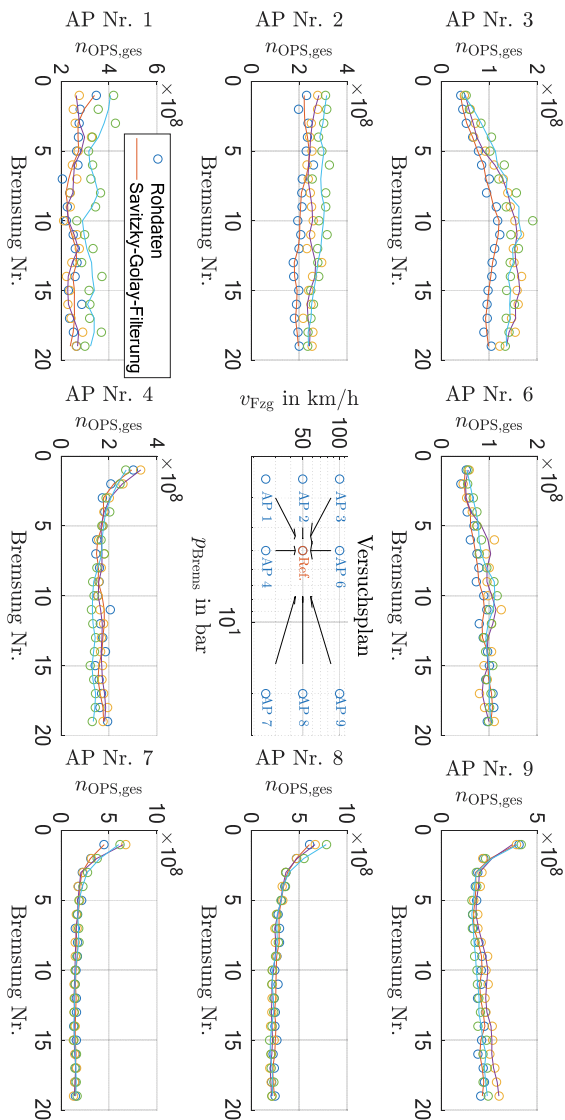 AP Nr. 3
n_OPS,ges
×10^8
2
1
0
0 5 10 15 20
Bremsung Nr.
AP Nr. 6
n_OPS,ges
×10^8
2
1
0
0 5 10 15 20
Bremsung Nr.
AP Nr. 9
n_OPS,ges
×10^8
5
0
0 5 10 15 20
Bremsung Nr.
AP Nr. 2
n_OPS,ges
×10^8
4
2
0
0 5 10 15 20
Bremsung Nr.
Versuchsplan
v_Fzg in km/h
100
50
AP 3 AP 6 AP 9
AP 2 Ref. AP 8
AP 1 AP 4 AP 7
10^1
p_Brems in bar
AP Nr. 8
n_OPS,ges
×10^8
10
5
0
0 5 10 15 20
Bremsung Nr.
AP Nr. 1
n_OPS,ges
×10^8
6
4
2
0 5 10 15 20
Bremsung Nr.
Rohdaten
Savitzky-Golay-Filterung
AP Nr. 4
n_OPS,ges
×10^8
4
2
0
0 5 10 15 20
Bremsung Nr.
AP Nr. 7
n_OPS,ges
×10^8
10
5
0
0 5 10 15 20
Bremsung Nr.